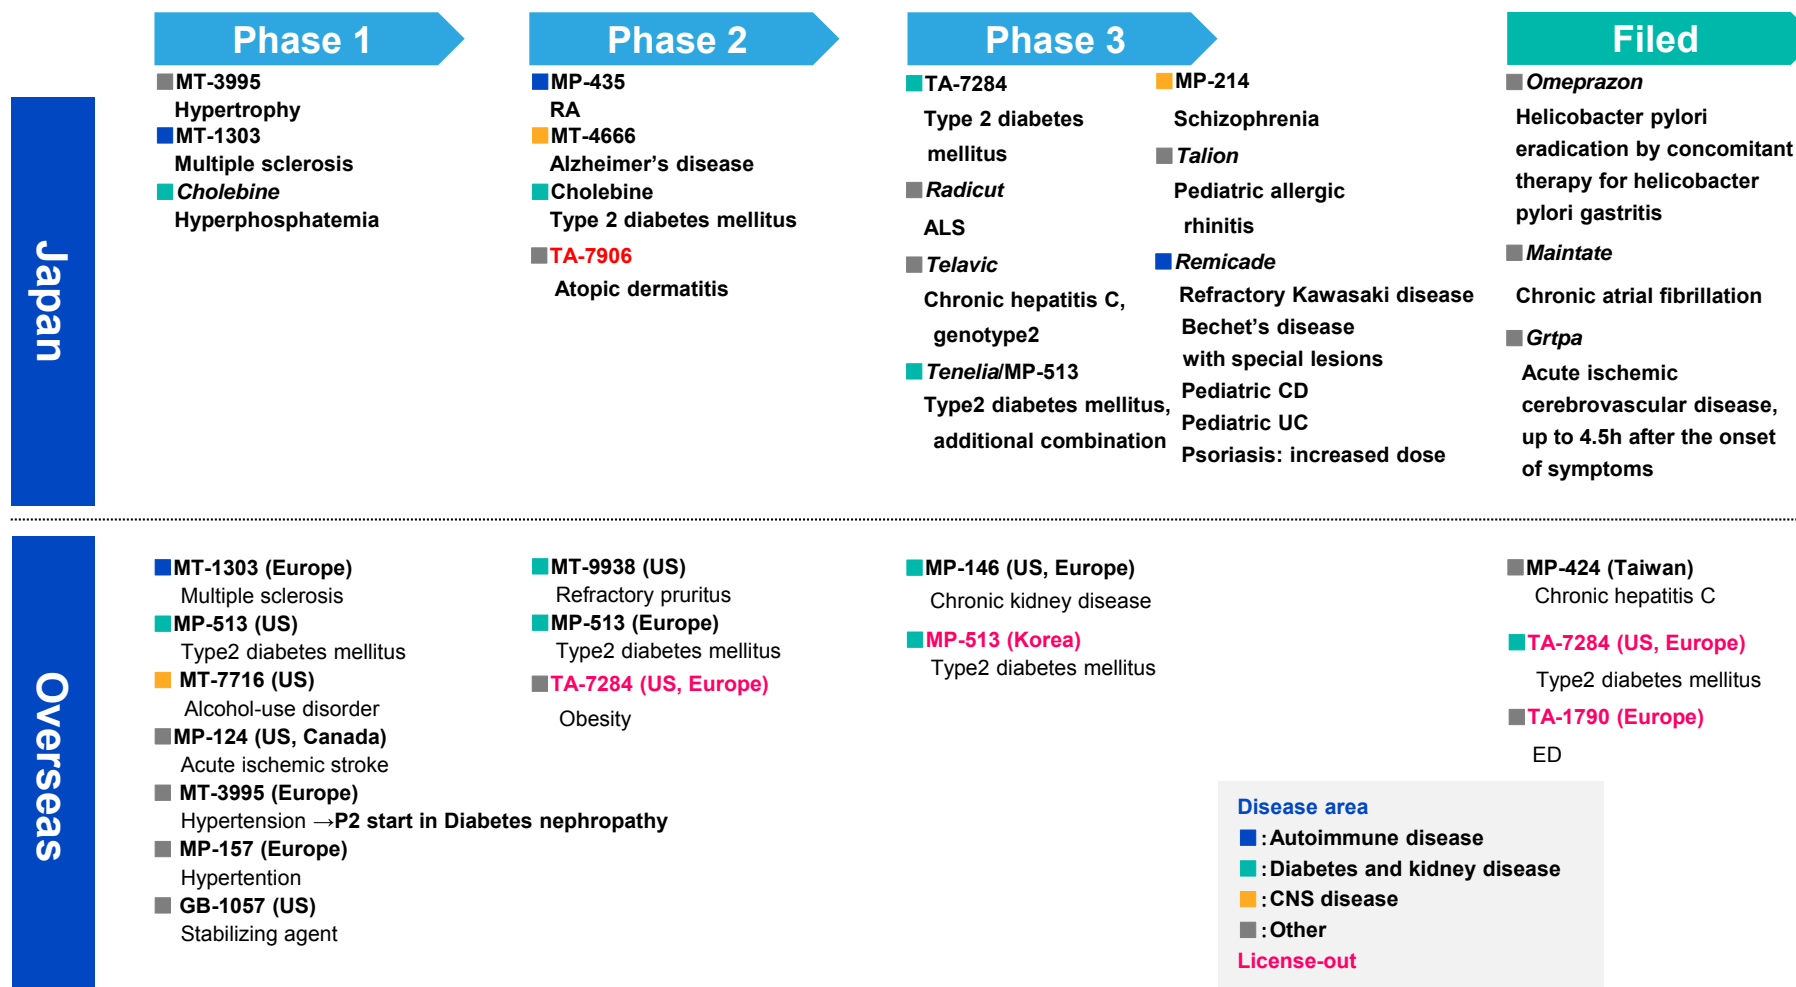 Phase 1
Phase 2
Phase 3
Filed
Japan
MT-3995
Hypertrophy
MT-1303
Multiple sclerosis
Cholebine
Hyperphosphatemia
MP-435
RA
MT-4666
Alzheimer's disease
Cholebine
Type 2 diabetes mellitus
TA-7906
Atopic dermatitis
TA-7284
Type 2 diabetes
mellitus
Radicut
ALS
Telavic
Chronic hepatitis C,
genotype2
Tenelia/MP-513
Type2 diabetes mellitus,
additional combination
MP-214
Schizophrenia
Talion
Pediatric allergic
rhinitis
Remicade
Refractory Kawasaki disease
Bechet's disease
with special lesions
Pediatric CD
Pediatric UC
Psoriasis: increased dose
Omeprazon
Helicobacter pylori
eradication by concomitant
therapy for helicobacter
pylori gastritis
Maintate
Chronic atrial fibrillation
Grtpa
Acute ischemic
cerebrovascular disease,
up to 4.5h after the onset
of symptoms
Overseas
MT-1303 (Europe)
Multiple sclerosis
MP-513 (US)
Type2 diabetes mellitus
MT-7716 (US)
Alcohol-use disorder
MP-124 (US, Canada)
Acute ischemic stroke
MT-3995 (Europe)
Hypertension →P2 start in Diabetes nephropathy
MP-157 (Europe)
Hypertention
GB-1057 (US)
Stabilizing agent
MT-9938 (US)
Refractory pruritus
MP-513 (Europe)
Type2 diabetes mellitus
TA-7284 (US, Europe)
Obesity
MP-146 (US, Europe)
Chronic kidney disease
MP-513 (Korea)
Type2 diabetes mellitus
MP-424 (Taiwan)
Chronic hepatitis C
TA-7284 (US, Europe)
Type2 diabetes mellitus
TA-1790 (Europe)
ED
Disease area
:Autoimmune disease
:Diabetes and kidney disease
:CNS disease
:Other
License-out